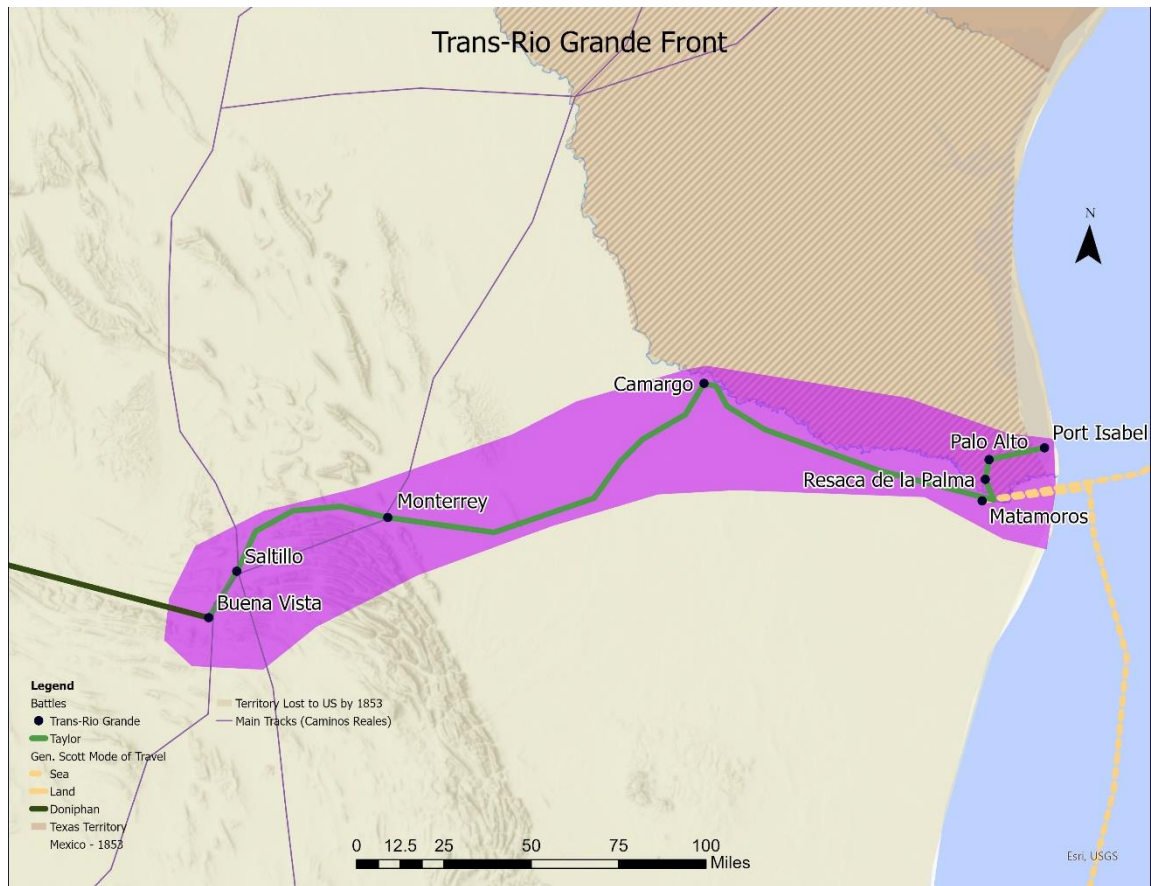 Trans-Rio Grande Front
N
Camargo
Palo Alto
Port Isabel
Resaca de la Palma
Matamoros
Monterrey
Saltillo
Buena Vista
Legend
Battles
Trans-Rio Grande
Taylor
Gen. Scott Mode of Travel
Sea
Land
Doniphan
Texas Territory
Mexico - 1853
Territory Lost to US by 1853
Main Tracks (Caminos Reales)
0 12.5 25 50 75 100
Miles
Esri, USGS